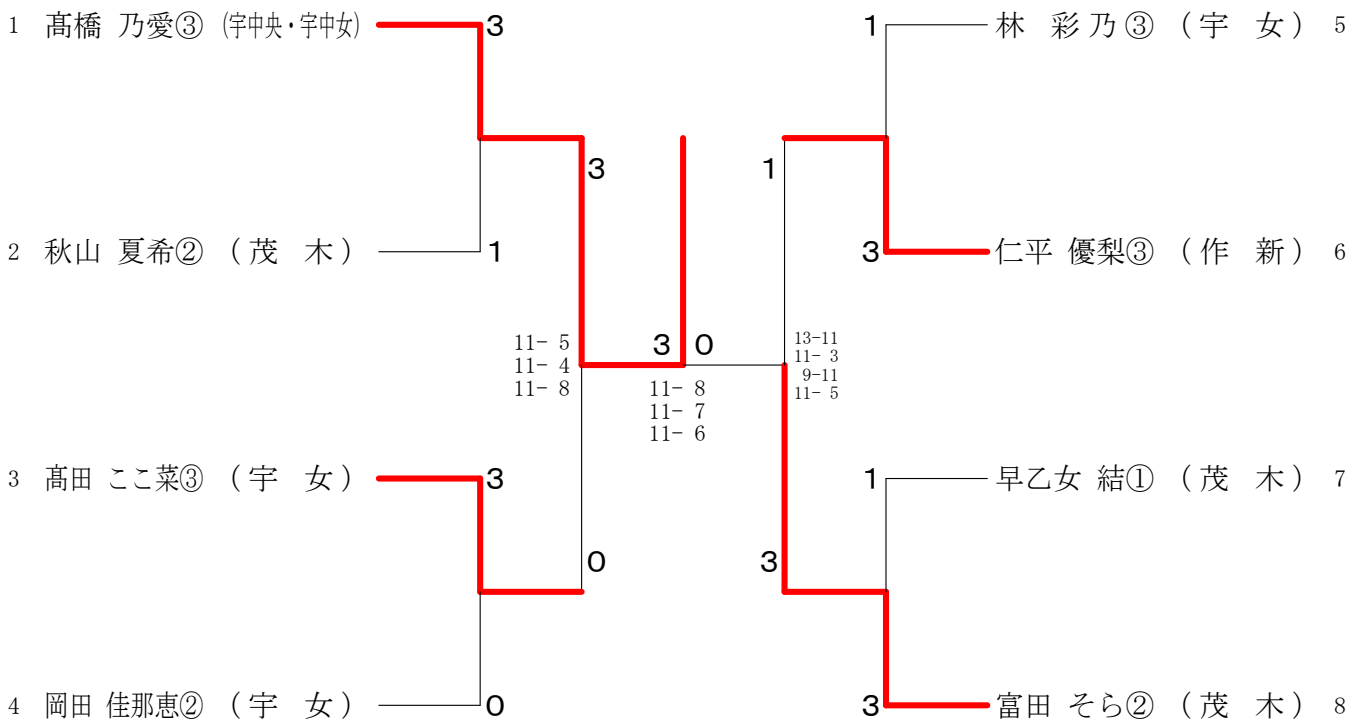 1 髙橋 乃愛③ (宇中央・宇中女) 3
1 林 彩乃③ (宇 女) 5
3
1
2 秋山 夏希② (茂 木) 1
3 仁平 優梨③ (作 新) 6
11- 5
11- 4
11- 8
3 0
11- 8
11- 7
11- 6
13-11
11- 3
9-11
11- 5
3 髙田 ここ菜③ (宇 女) 3
1 早乙女 結① (茂 木) 7
0
3
4 岡田 佳那恵② (宇 女) 0
3 富田 そら② (茂 木) 8